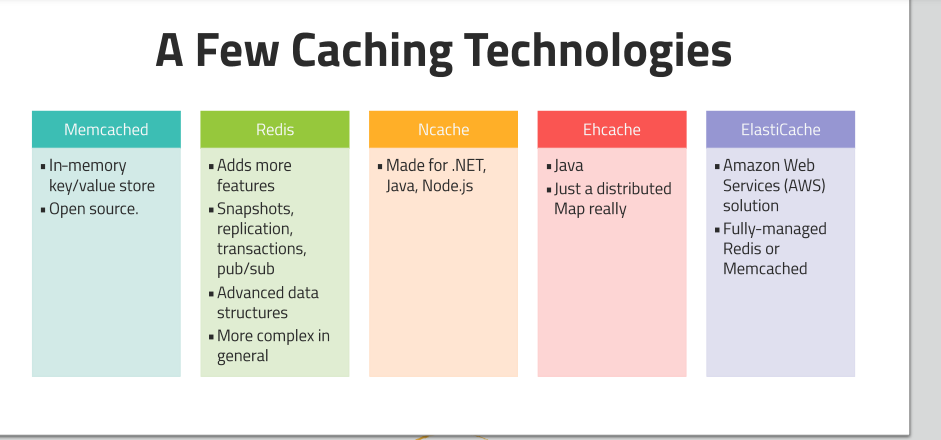 A Few Caching Technologies
Memcached
▪ In-memory
key/value store
▪ Open source.
Redis
▪ Adds more
features
▪ Snapshots,
replication,
transactions,
pub/sub
▪ Advanced data
structures
▪ More complex in
general
Ncache
▪ Made for .NET,
Java, Node.js
Ehcache
▪ Java
▪ Just a distributed
Map really
ElastiCache
▪ Amazon Web
Services (AWS)
solution
▪ Fully-managed
Redis or
Memcached